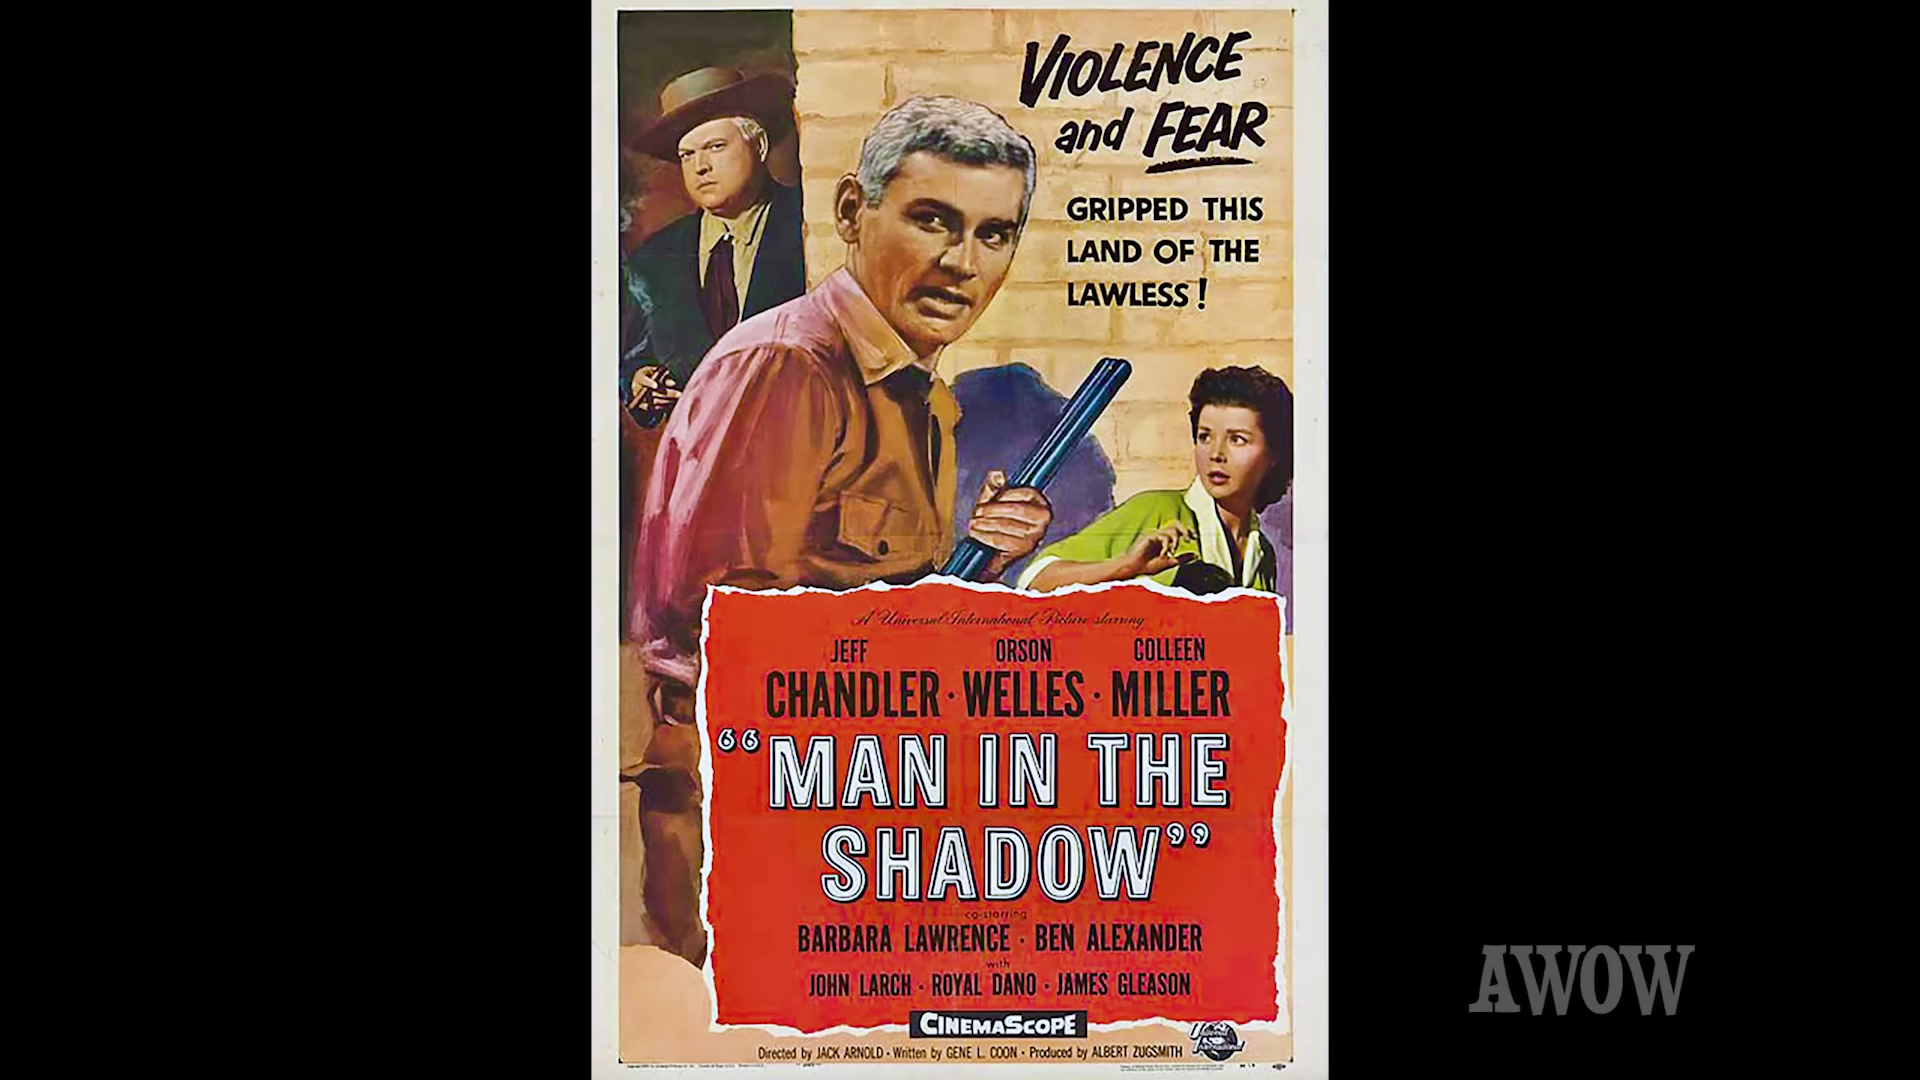 VIOLENCE
and FEAR
GRIPPED THIS
LAND OF THE
LAWLESS!
A Universal International Picture starring
JEFF ORSON COLLEEN
CHANDLER · WELLES · MILLER
"MAN IN THE
SHADOW"
co-starring
BARBARA LAWRENCE · BEN ALEXANDER
with
JOHN LARCH · ROYAL DANO · JAMES GLEASON
CINEMASCOPE
Universal
International
Directed by JACK ARNOLD · Written by GENE L. COON · Produced by ALBERT ZUGSMITH
AWOW